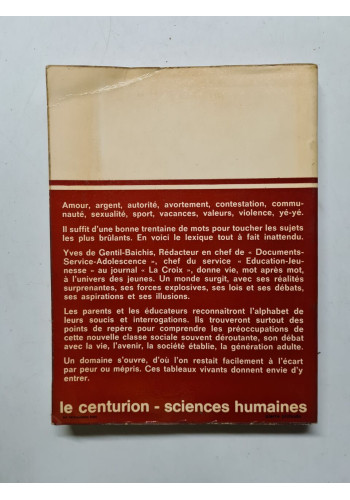 Amour, argent, autorité, avortement, contestation, commu-
nauté, sexualité, sport, vacances, valeurs, violence, yé-yé.
Il suffit d'une bonne trentaine de mots pour toucher les sujets
les plus brûlants. En voici le lexique tout à fait inattendu.
Yves de Gentil-Baichis, Rédacteur en chef de « Documents-
Service-Adolescence », chef du service « Education-Jeu-
nesse » au journal « La Croix », donne vie, mot après mot,
à l'univers des jeunes. Un monde surgit, avec ses réalités
surprenantes, ses forces explosives, ses lois et ses débats,
ses aspirations et ses illusions.
Les parents et les éducateurs reconnaîtront l'alphabet de
leurs soucis et interrogations. Ils trouveront surtout des
points de repère pour comprendre les préoccupations de
cette nouvelle classe sociale souvent déroutante, son débat
avec la vie, l'avenir, la société établie, la génération adulte.
Un domaine s'ouvre, d'où l'on restait facilement à l'écart
par peur ou mépris. Ces tableaux vivants donnent envie d'y
entrer.
le centurion - sciences humaines